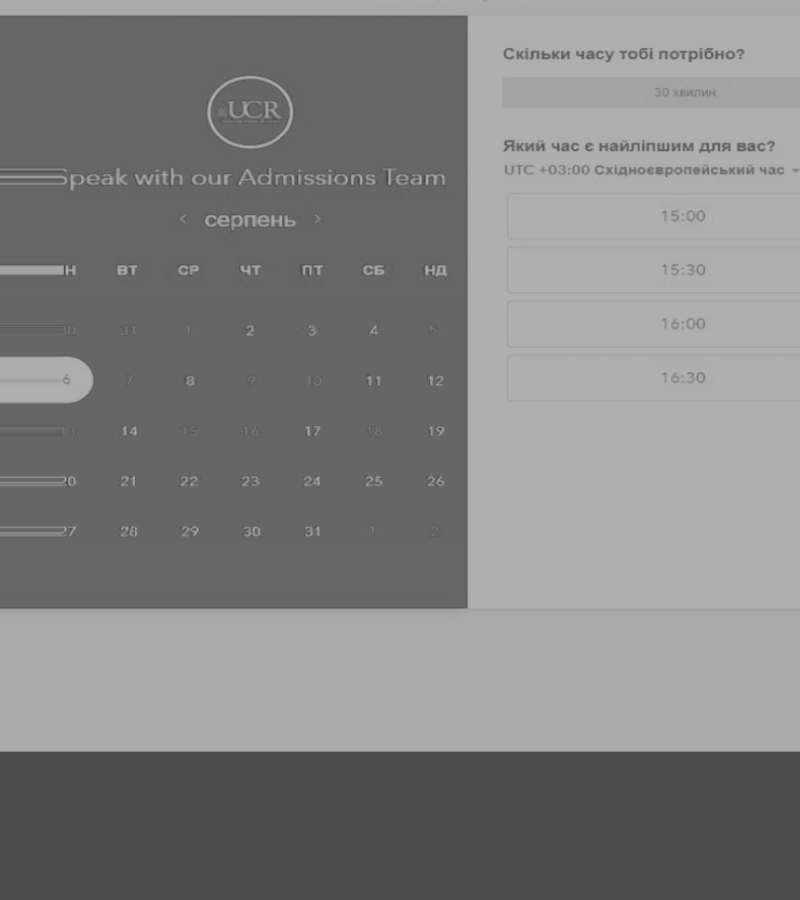 UCR
Speak with our Admissions Team
‹ серпень ›
Н ВТ СР ЧТ ПТ СБ НД
30 31 1 2 3 4 5
6 7 8 9 10 11 12
13 14 15 16 17 18 19
20 21 22 23 24 25 26
27 28 29 30 31 1 2
Скільки часу тобі потрібно?
30 хвилин
Який час є найліпшим для вас?
UTC +03:00 Східноєвропейський час
15:00
15:30
16:00
16:30